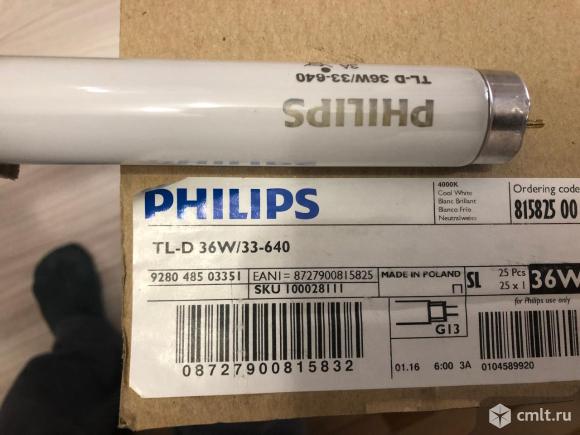 3A
TL-D 36W/33-640
PHILIPS
PHILIPS
4000K
Cool White
Blanc Brillant
Bianco Frio
Neutralweiss
Ordering code
815825 00
TL-D 36W/33-640
9280 485 03351
EAN1 = 8727900815825
SKU 100028111
MADE IN POLAND
SL
25 Pcs
25 x 1
36W
for Philips use only
G13
08727900815832
01.16 6:00 3A
0104589920
cmlt.ru